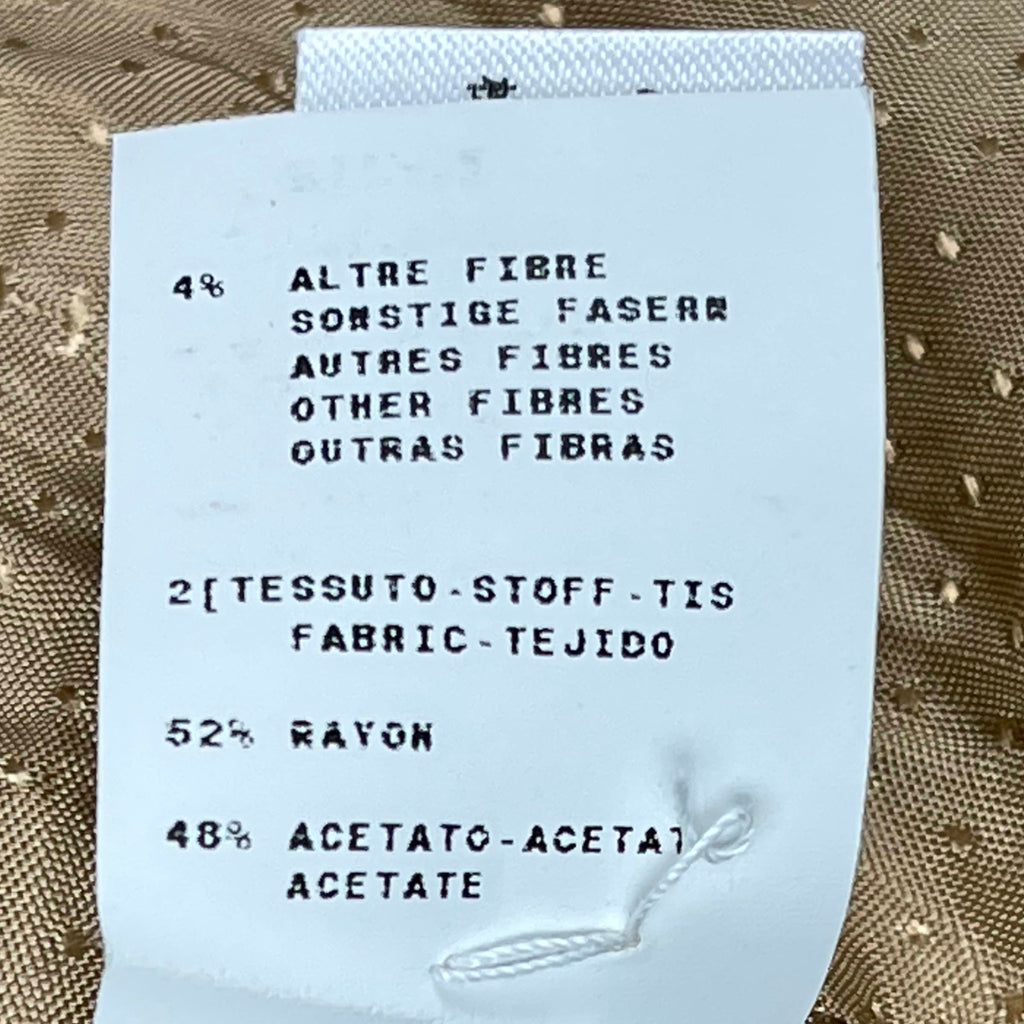 4% ALTRE FIBRE
SONSTIGE FASERN
AUTRES FIBRES
OTHER FIBRES
OUTRAS FIBRAS
2[TESSUTO-STOFF-TIS
FABRIC-TEJIDO
52% RAYON
48% ACETATO-ACETAT
ACETATE